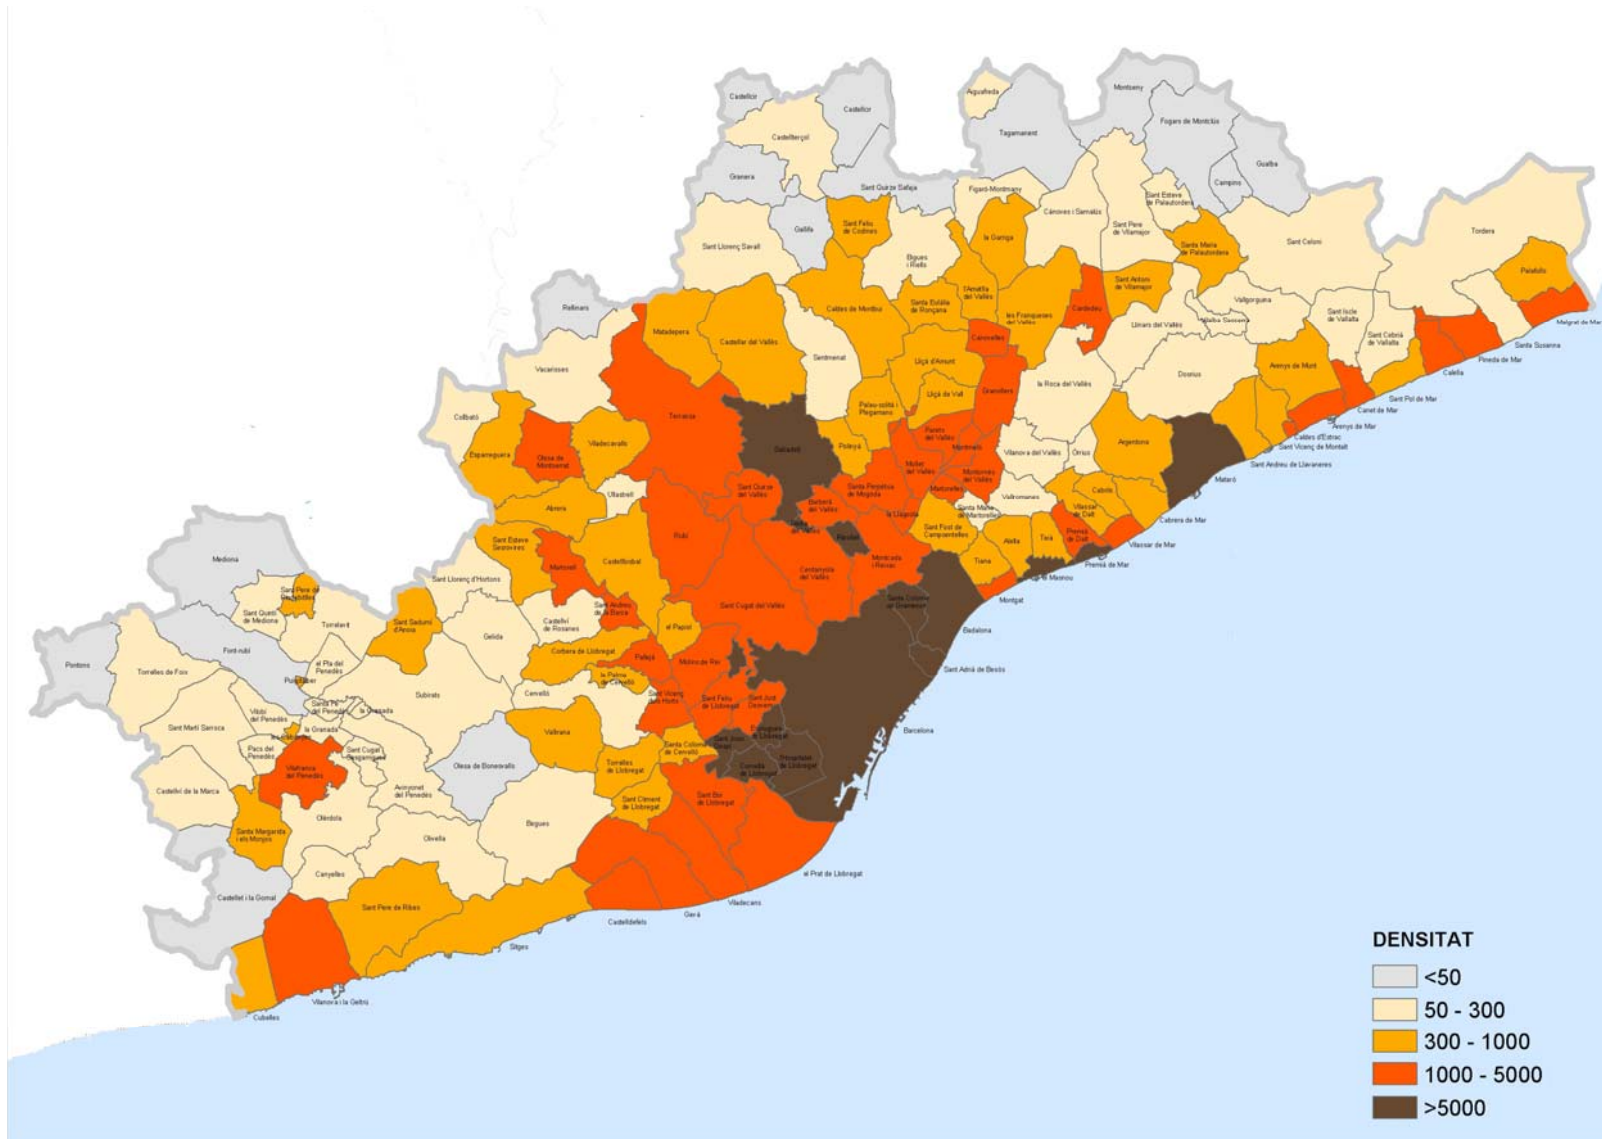 Castellcir
Castellcir
Castellterçol
Granera
Sant Quirze Safaja
Gallifa
Aiguafreda
Tagamanent
Montseny
Fogars de Montclús
Gualba
Campins
Figaró-Montmany
Cànoves i Samalús
Sant Pere
de Vilamajor
Sant Esteve
de Palautordera
Santa Maria
de Palautordera
Sant Celoni
Tordera
Palafolls
Malgrat de Mar
Santa Susanna
Pineda de Mar
Calella
Sant Pol de Mar
Canet de Mar
Arenys de Mar
Caldes d'Estrac
Sant Vicenç de Montalt
Sant Andreu de Llavaneres
Mataró
Cabrera de Mar
Vilassar de Mar
Premià de Mar
el Masnou
Montgat
Badalona
Sant Adrià de Besòs
Barcelona
el Prat de Llobregat
Viladecans
Gavà
Castelldefels
Sitges
Vilanova i la Geltrú
Cubelles
Sant Llorenç Savall
Sant Feliu
de Codines
Bigues
i Riells
la Garriga
l'Ametlla
del Vallès
les Franqueses
del Vallès
Cardedeu
Sant Antoni
de Vilamajor
Llinars del Vallès
Vilalba Sasserra
Vallgorguina
Sant Iscle
de Vallalta
Sant Cebrià
de Vallalta
Arenys de Munt
Dosrius
la Roca del Vallès
Argentona
Òrrius
Vilanova del Vallès
Vallromanes
Cabrils
Vilassar
de Dalt
Premià
de Dalt
Teià
Alella
Tiana
Santa Maria
de Martorelles
Sant Fost de
Campsentelles
Rellinars
Vacarisses
Matadepera
Castellar del Vallès
Sentmenat
Caldes de Montbui
Santa Eulàlia
de Ronçana
Lliçà d'Amunt
Lliçà de Vall
Canovelles
Granollers
Palau-solità i
Plegamans
Polinyà
Parets
del Vallès
Montmeló
Montornès
del Vallès
Mollet
del Vallès
Martorelles
la Llagosta
Santa Perpètua
de Mogoda
Sabadell
Terrassa
Sant Quirze
del Vallès
Barberà
del Vallès
Badia
del Vallès
Ripollet
Montcada
i Reixac
Cerdanyola
del Vallès
Santa Coloma
de Gramenet
Sant Cugat del Vallès
Rubí
Collbató
Esparreguera
Olesa de
Montserrat
Viladecavalls
Ullastrell
Abrera
Sant Esteve
Sesrovires
Martorell
Castellbisbal
Sant Andreu
de la Barca
el Papiol
Castellví
de Rosanes
Corbera de Llobregat
Pallejà
la Palma
de Cervelló
Molins de Rei
Sant Vicenç
dels Horts
Sant Feliu
de Llobregat
Sant Just
Desvern
Esplugues
de Llobregat
Sant Joan
Despí
Cornellà
de Llobregat
l'Hospitalet
de Llobregat
Cervelló
Vallirana
Santa Coloma
de Cervelló
Torrelles
de Llobregat
Sant Climent
de Llobregat
Sant Boi
de Llobregat
Begues
Olesa de Bonesvalls
Mediona
Sant Pere de
Riudebitlles
Sant Quintí
de Mediona
Sant Llorenç d'Hortons
Sant Sadurní
d'Anoia
Gelida
Torrelavit
el Pla del
Penedès
Font-rubí
Pontons
Torrelles de Foix
Puigdàlber
Santa Fe
del Penedès
la Granada
la Granada
Subirats
Vilobí
del Penedès
Sant Martí Sarroca
Pacs del
Penedès
Vilafranca
del Penedès
Sant Cugat
Sesgarrigues
Avinyonet
del Penedès
Castellví de la Marca
Santa Margarida
i els Monjos
Olèrdola
Olivella
Canyelles
Castellet i la Gornal
Sant Pere de Ribes
DENSITAT
<50
50 - 300
300 - 1000
1000 - 5000
>5000